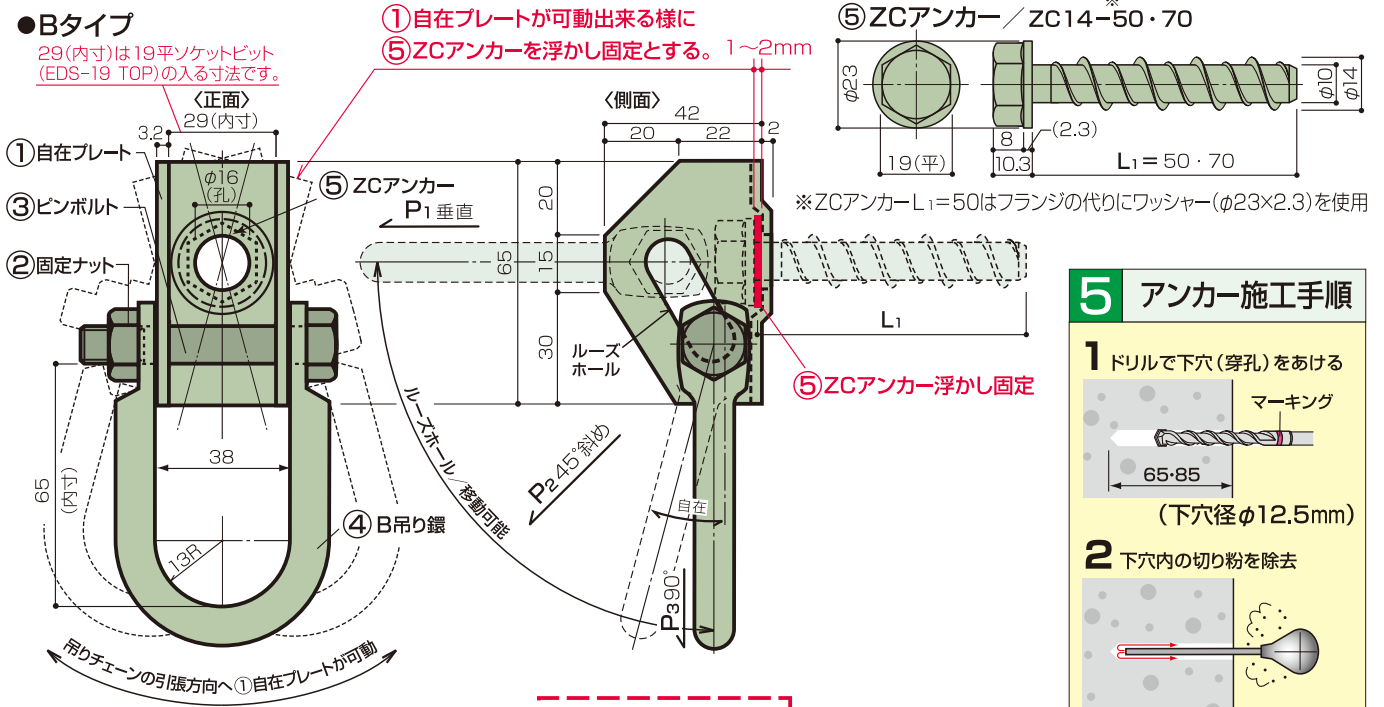 ●Bタイプ
29(内寸)は19平ソケットビット
(EDS-19 TOP)の入る寸法です。
①自在プレートが可動出来る様に
⑤ZCアンカーを浮かし固定とする。
1～2mm
〈正面〉
29(内寸)
3.2
①自在プレート
φ16
(孔)
⑤ZCアンカー
③ピンボルト
②固定ナット
38
65
(内寸)
13R
④B吊り鐶
吊りチェーンの引張方向へ①自在プレートが可動
〈側面〉
42
20
22
2
P1垂直
65
20
15
30
ルーズ
ホール
L1
⑤ZCアンカー浮かし固定
ルーズホール／移動可能
P2 45°斜め
自在
P3 90°
※
⑤ZCアンカー／ZC14-50・70
φ23
19(平)
8
(2.3)
10.3
L1=50・70
φ10
φ14
※ZCアンカーL1=50はフランジの代りにワッシャー(φ23×2.3)を使用
5 アンカー施工手順
1 ドリルで下穴(穿孔)をあける
マーキング
65・85
(下穴径φ12.5mm)
2 下穴内の切り粉を除去